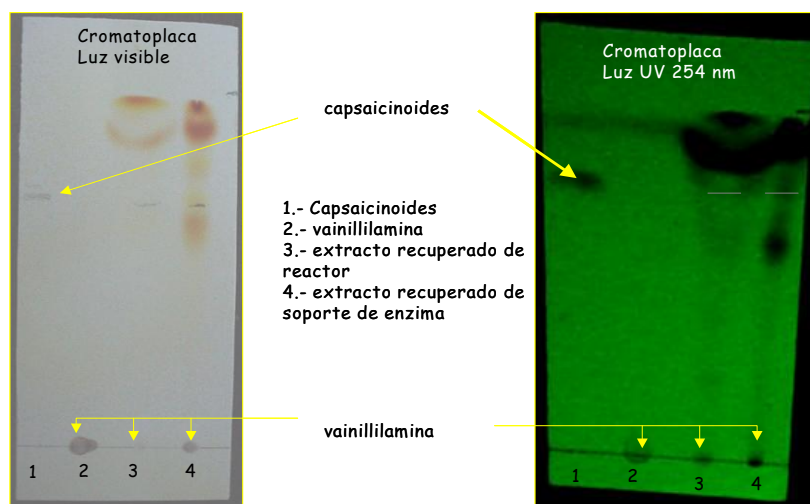 Cromatoplaca
Luz visible
Cromatoplaca
Luz UV 254 nm
capsaicinoides
1.- Capsaicinoides
2.- vainillilamina
3.- extracto recuperado de
reactor
4.- extracto recuperado de
soporte de enzima
vainillilamina
1 2 3 4
1 2 3 4